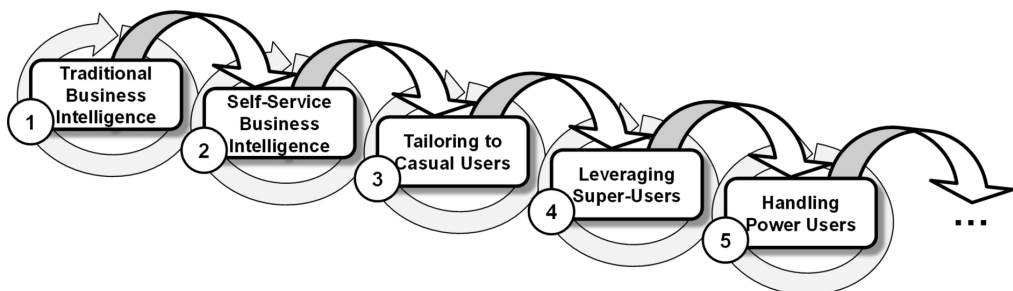 Traditional
Business
Intelligence
1
Self-Service
Business
Intelligence
2
Tailoring to
Casual Users
3
Leveraging
Super-Users
4
Handling
Power Users
5
...